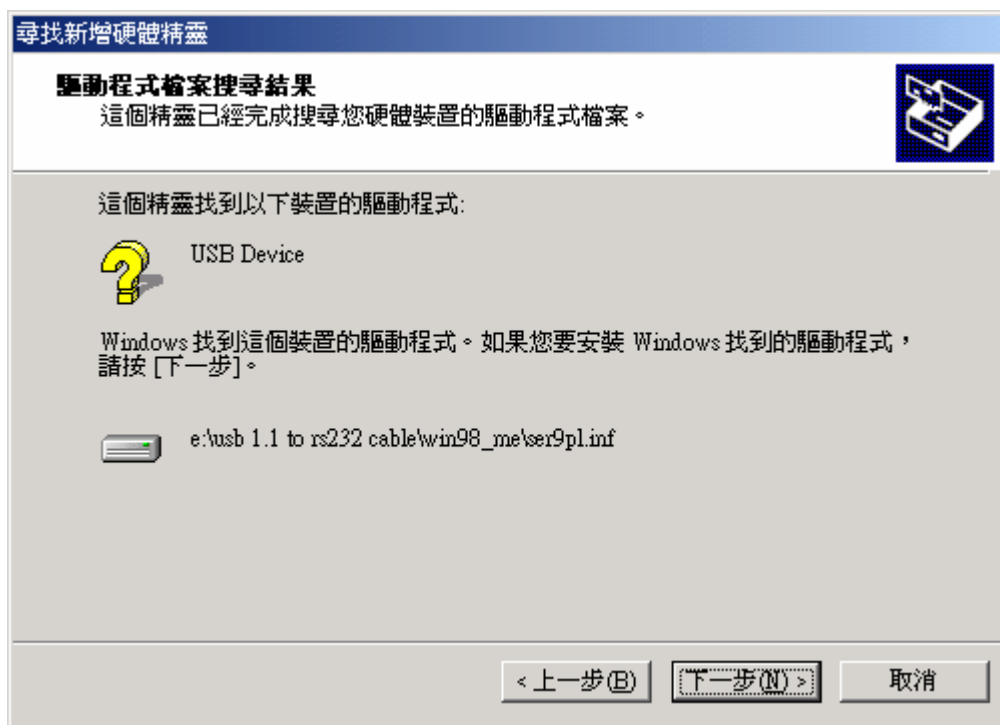 尋找新增硬體精靈
驅動程式檔案搜尋結果
這個精靈已經完成搜尋您硬體裝置的驅動程式檔案。
這個精靈找到以下裝置的驅動程式:
USB Device
Windows 找到這個裝置的驅動程式。如果您要安裝 Windows 找到的驅動程式，
請按 [下一步]。
e:\usb 1.1 to rs232 cable\win98_me\ser9pl.inf
<上一步(B) 下一步(N)> 取消